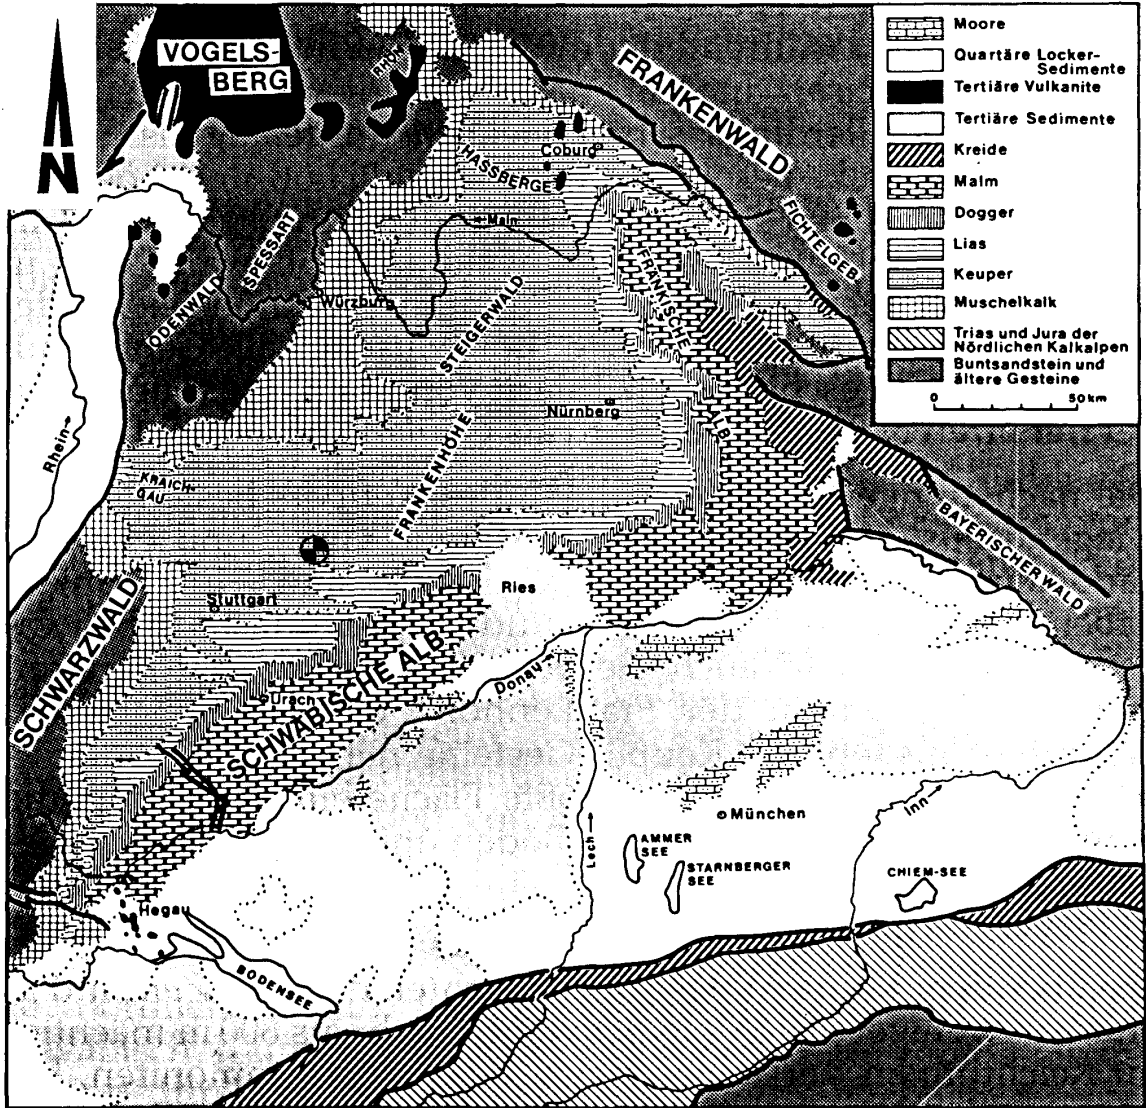 VOGELS-
BERG
RHÖN
FRANKENWALD
Coburg
HASSBERGE
FICHTELGEB.
Main
SPESSART
ODENWALD
Würzburg
STEIGERWALD
FRÄNKISCHE
ALB
Nürnberg
Rhein
KRAICH-
GAU
FRANKENHÖHE
BAYERISCHER WALD
Ries
Stuttgart
SCHWARZWALD
Urach
SCHWÄBISCHE ALB
Donau
München
Inn
Lech
AMMER
SEE
STARNBERGER
SEE
CHIEM-SEE
Hegau
BODENSEE
N
Moore
Quartäre Locker-
Sedimente
Tertiäre Vulkanite
Tertiäre Sedimente
Kreide
Malm
Dogger
Lias
Keuper
Muschelkalk
Trias und Jura der
Nördlichen Kalkalpen
Buntsandstein und
ältere Gesteine
0 50 km